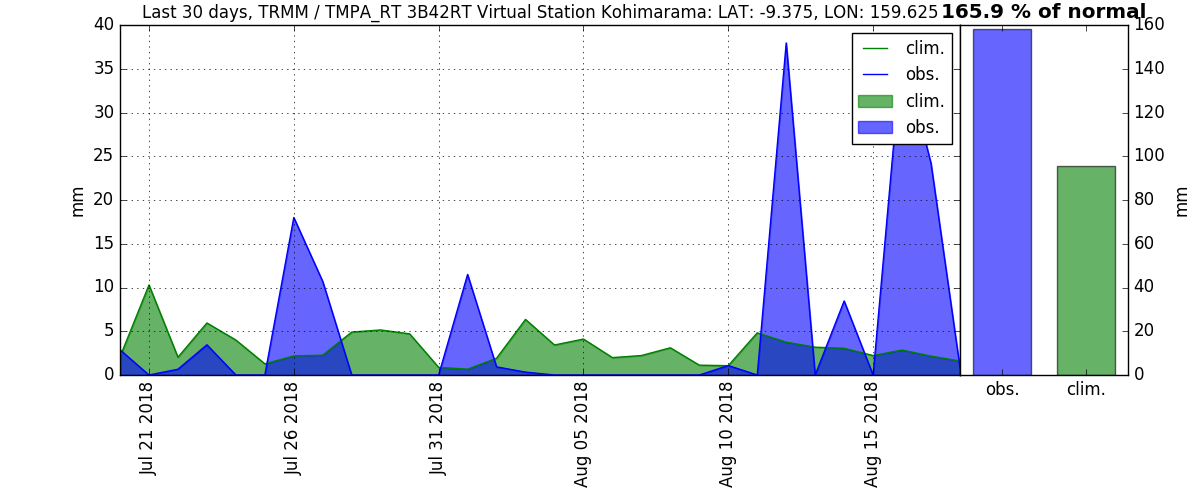 Last 30 days, TRMM / TMPA_RT 3B42RT Virtual Station Kohimarama: LAT: -9.375, LON: 159.625
165.9 % of normal
40
35
30
25
20
15
10
5
0
mm
clim.
obs.
clim.
obs.
Jul 21 2018
Jul 26 2018
Jul 31 2018
Aug 05 2018
Aug 10 2018
Aug 15 2018
160
140
120
100
80
60
40
20
0
mm
obs.
clim.